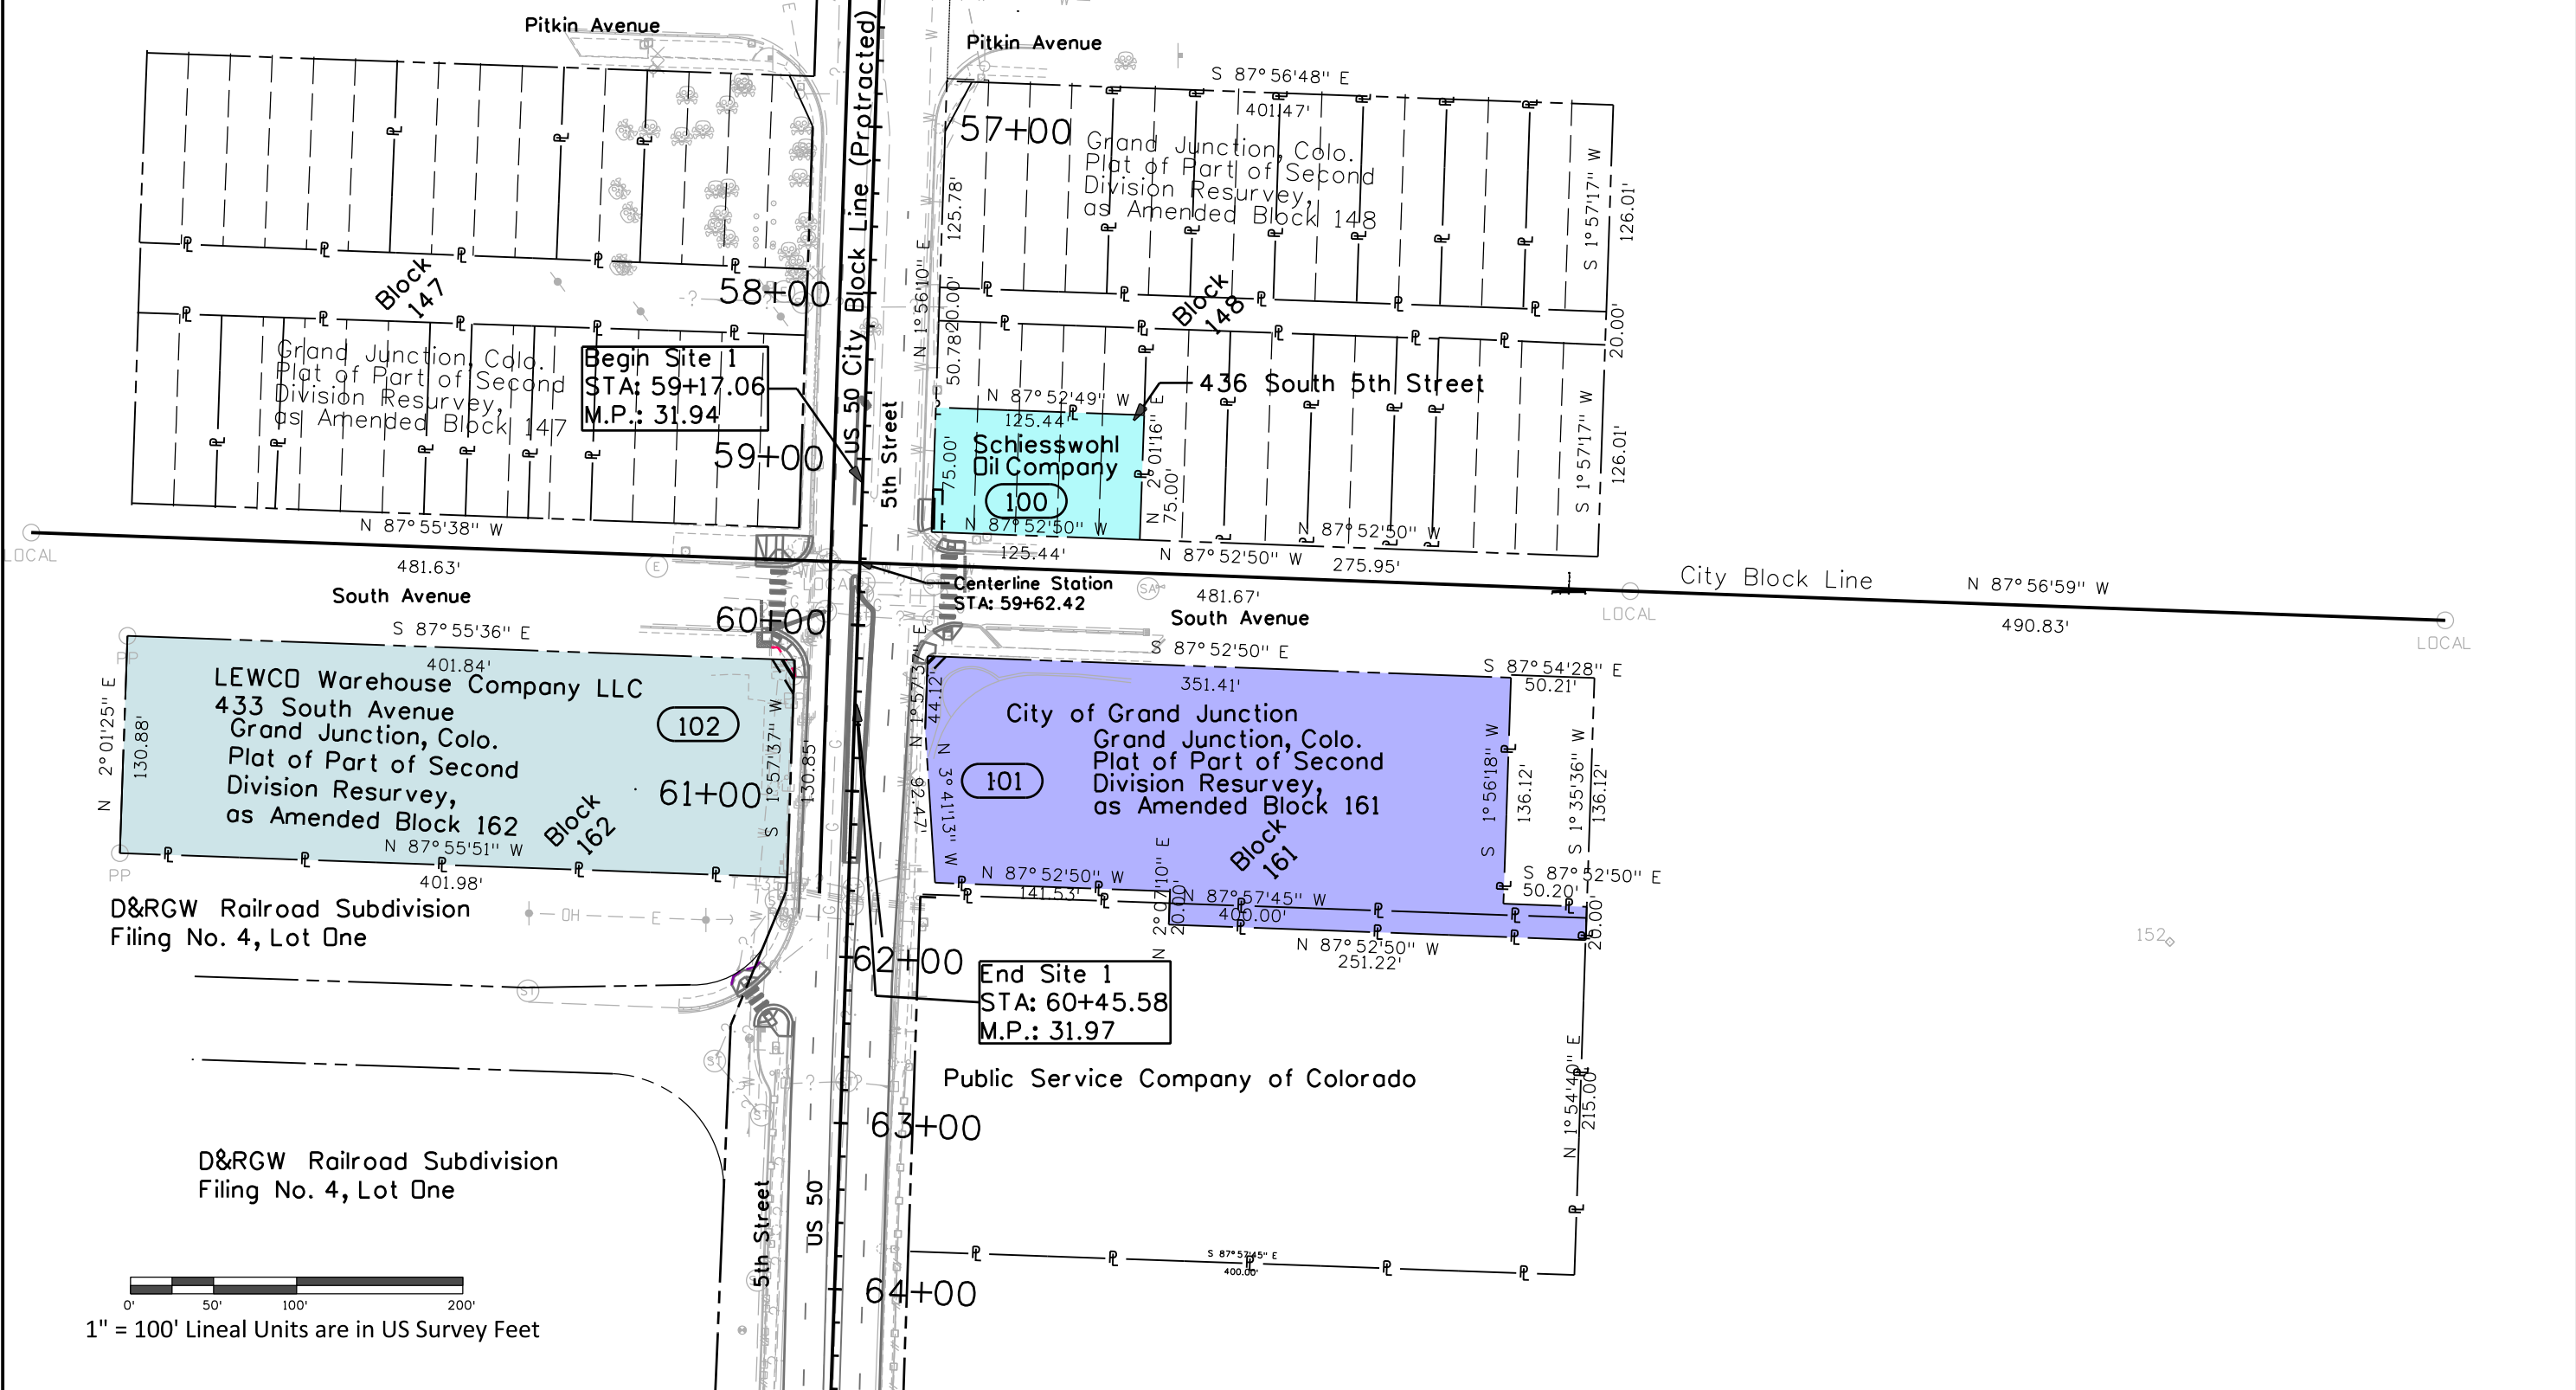 Pitkin Avenue
Pitkin Avenue
S 87°56'48" E
401.47'
57+00
Grand Junction, Colo.
Plat of Part of Second
Division Resurvey,
as Amended Block 148
125.78'
S 1°57'17" W
126.01'
US 50 City Block Line (Protracted)
N 1°56'10" E
20.00'
Block
147
58+00
Block
148
20.00'
50.78'
Grand Junction, Colo.
Plat of Part of Second
Division Resurvey,
as Amended Block 147
Begin Site 1
STA: 59+17.06
M.P.: 31.94
59+00
5th Street
436 South 5th Street
N 87°52'49" W
125.44'
Schiesswohl
Oil Company
100
75.00'
N 2°01'16" E
75.00'
S 1°57'17" W
126.01'
N 87°52'50" W
125.44'
N 87°52'50" W
N 87°52'50" W
275.95'
N 87°55'38" W
LOCAL
481.63'
South Avenue
E
Centerline Station
STA: 59+62.42
SA
481.67'
South Avenue
City Block Line
N 87°56'59" W
LOCAL
490.83'
LOCAL
60+00
S 87°55'36" E
401.84'
PP
LEWCO Warehouse Company LLC
433 South Avenue
Grand Junction, Colo.
Plat of Part of Second
Division Resurvey,
as Amended Block 162
102
N 2°01'25" E
130.88'
S 1°57'37" W
130.85'
61+00
Block
162
N 87°55'51" W
401.98'
PP
S 87°52'50" E
351.41'
S 87°54'28" E
50.21'
N 1°57'37" E
44.12'
City of Grand Junction
Grand Junction, Colo.
Plat of Part of Second
Division Resurvey,
as Amended Block 161
101
N 3°41'13" W
92.47'
S 1°56'18" W
136.12'
S 1°35'36" W
136.12'
Block
161
N 87°52'50" W
141.53'
N 2°07'10" E
20.00'
N 87°57'45" W
400.00'
S 87°52'50" E
50.20'
20.00'
N 87°52'50" W
251.22'
D&RGW Railroad Subdivision
Filing No. 4, Lot One
OH
E
ST
62+00
152
End Site 1
STA: 60+45.58
M.P.: 31.97
ST
Public Service Company of Colorado
N 1°54'40" E
215.00'
63+00
ST
D&RGW Railroad Subdivision
Filing No. 4, Lot One
5th Street
US 50
S 87°57'45" E
400.00'
64+00
0'
50'
100'
200'
1" = 100' Lineal Units are in US Survey Feet